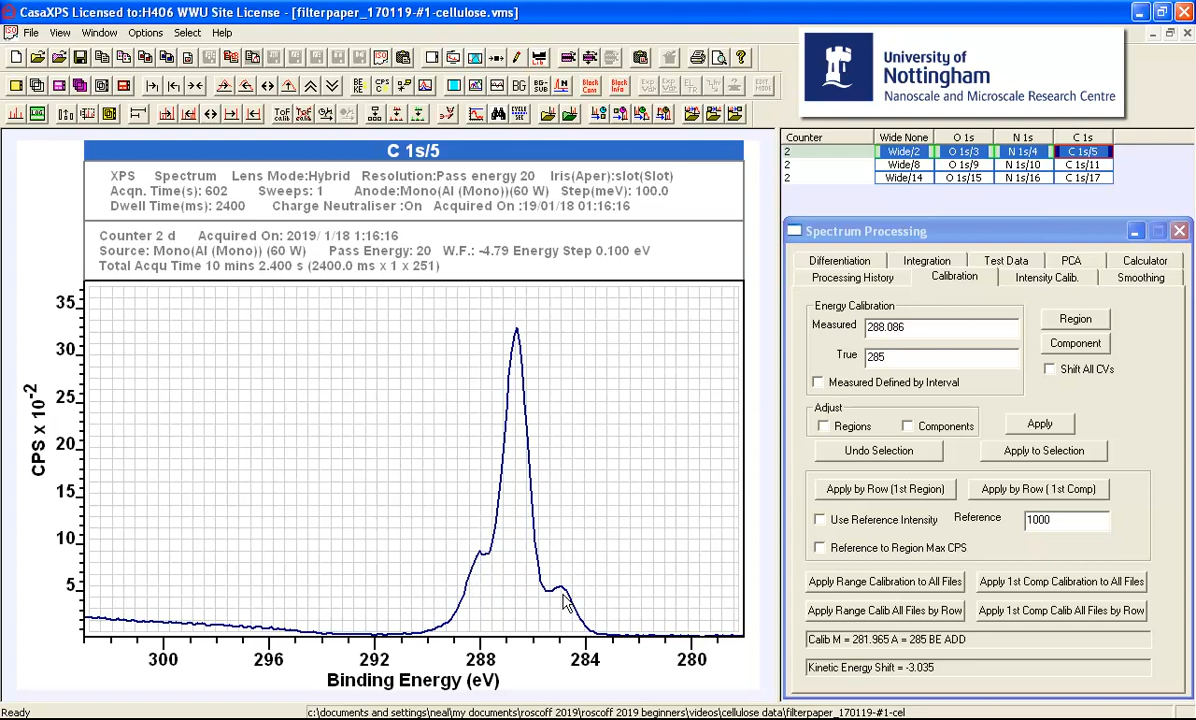 CasaXPS Licensed to:H406 WWU Site License - [filterpaper_170119-#1-cellulose.vms]
File View Window Options Select Help
University of
Nottingham
Nanoscale and Microscale Research Centre
BE KE CPS BG BG-SUB Block Com Block Info
LOG ToF calib
Counter Wide None O 1s N 1s C 1s
2 Wide/2 O 1s/3 N 1s/4 C 1s/5
2 Wide/8 O 1s/9 N 1s/10 C 1s/11
2 Wide/14 O 1s/15 N 1s/16 C 1s/17
C 1s/5
XPS Spectrum Lens Mode:Hybrid Resolution:Pass energy 20 Iris(Aper):slot(Slot)
Acqn. Time(s): 602 Sweeps: 1 Anode:Mono(Al (Mono))(60 W) Step(meV): 100.0
Dwell Time(ms): 2400 Charge Neutraliser :On Acquired On :19/01/18 01:16:16
Counter 2 d Acquired On: 2019/ 1/18 1:16:16
Source: Mono(Al (Mono)) (60 W) Pass Energy: 20 W.F.: -4.79 Energy Step 0.100 eV
Total Acqu Time 10 mins 2.400 s (2400.0 ms x 1 x 251)
35
30
25
20
15
10
5
CPS x 10-2
300 296 292 288 284 280
Binding Energy (eV)
Spectrum Processing
Differentiation Integration Test Data PCA Calculator
Processing History Calibration Intensity Calib. Smoothing
Energy Calibration
Measured 288.086 Region
True 285 Component
Measured Defined by Interval Shift All CVs
Adjust
Regions Components Apply
Undo Selection Apply to Selection
Apply by Row (1st Region) Apply by Row ( 1st Comp)
Use Reference Intensity Reference 1000
Reference to Region Max CPS
Apply Range Calibration to All Files Apply 1st Comp Calibration to All Files
Apply Range Calib All Files by Row Apply 1st Comp Calib All Files by Row
Calib M = 281.965 A = 285 BE ADD
Kinetic Energy Shift = -3.035
Ready c:\documents and settings\neal\my documents\roscoff 2019\roscoff 2019 beginners\videos\cellulose data\filterpaper_170119-#1-cel